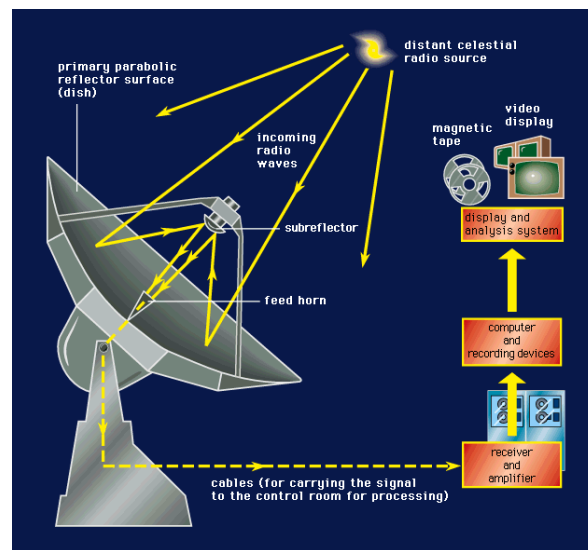 distant celestial
radio source
primary parabolic
reflector surface
(dish)
incoming
radio
waves
video
display
magnetic
tape
subreflector
display and
analysis system
feed horn
computer
and
recording devices
receiver
and
amplifier
cables (for carrying the signal
to the control room for processing)